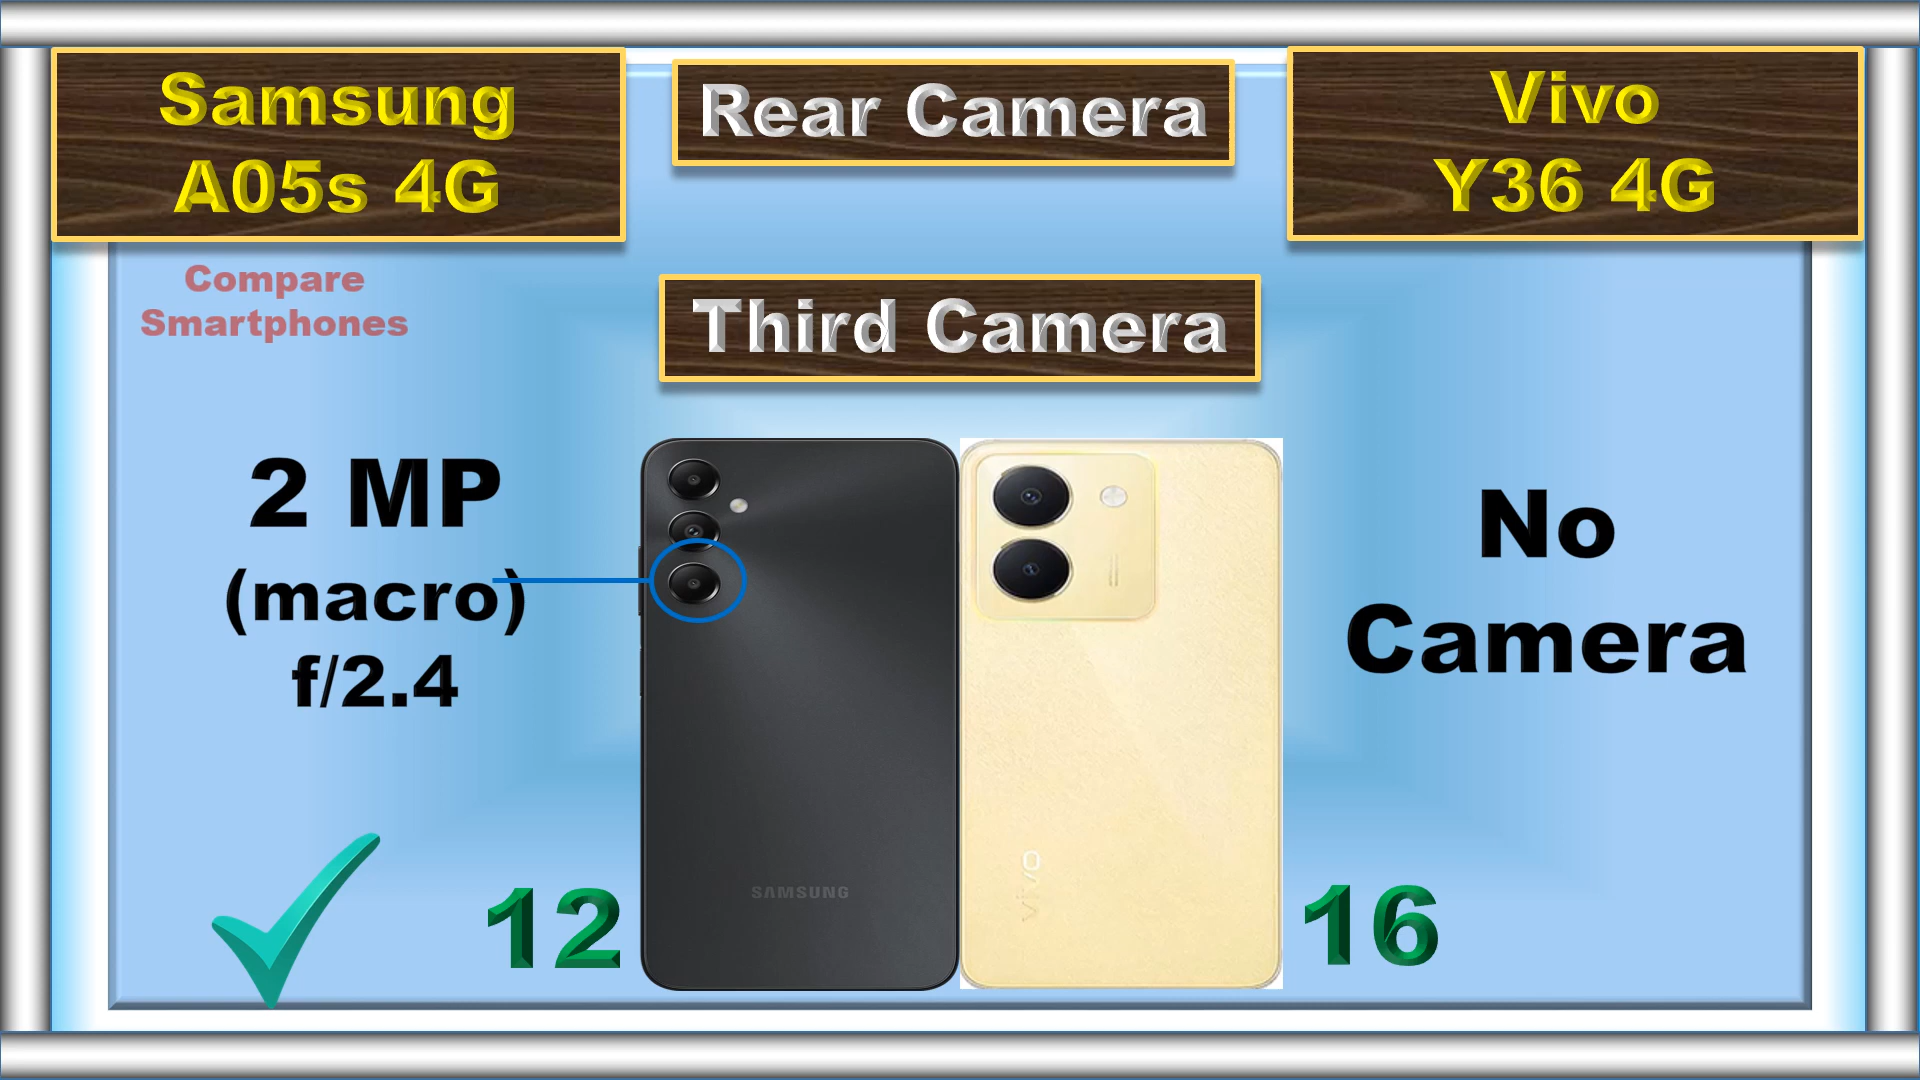 Samsung
A05s 4G
Rear Camera
Vivo
Y36 4G
Compare
Smartphones
Third Camera
2 MP
(macro)
f/2.4
No
Camera
12
SAMSUNG
vivo
16